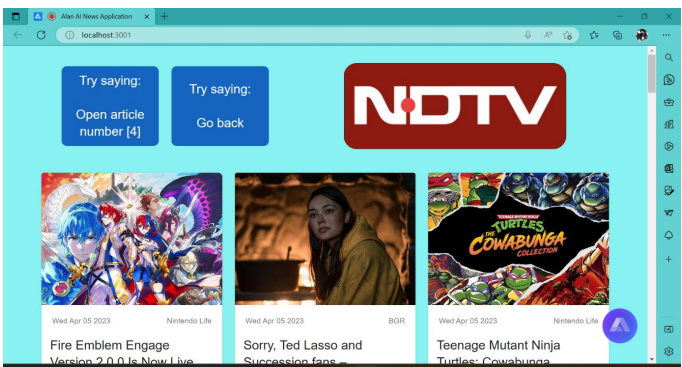 Alan AI News Application
localhost:3001
Try saying:
Open article
number [4]
Try saying:
Go back
NDTV
TEENAGE MUTANT NINJA
TURTLES
THE
COWABUNGA
COLLECTION
Wed Apr 05 2023 Nintendo Life
Fire Emblem Engage
Version 2.0.0 Is Now Live
Wed Apr 05 2023 BGR
Sorry, Ted Lasso and
Succession fans –
Wed Apr 05 2023 Nintendo Life
Teenage Mutant Ninja
Turtles: Cowabunga